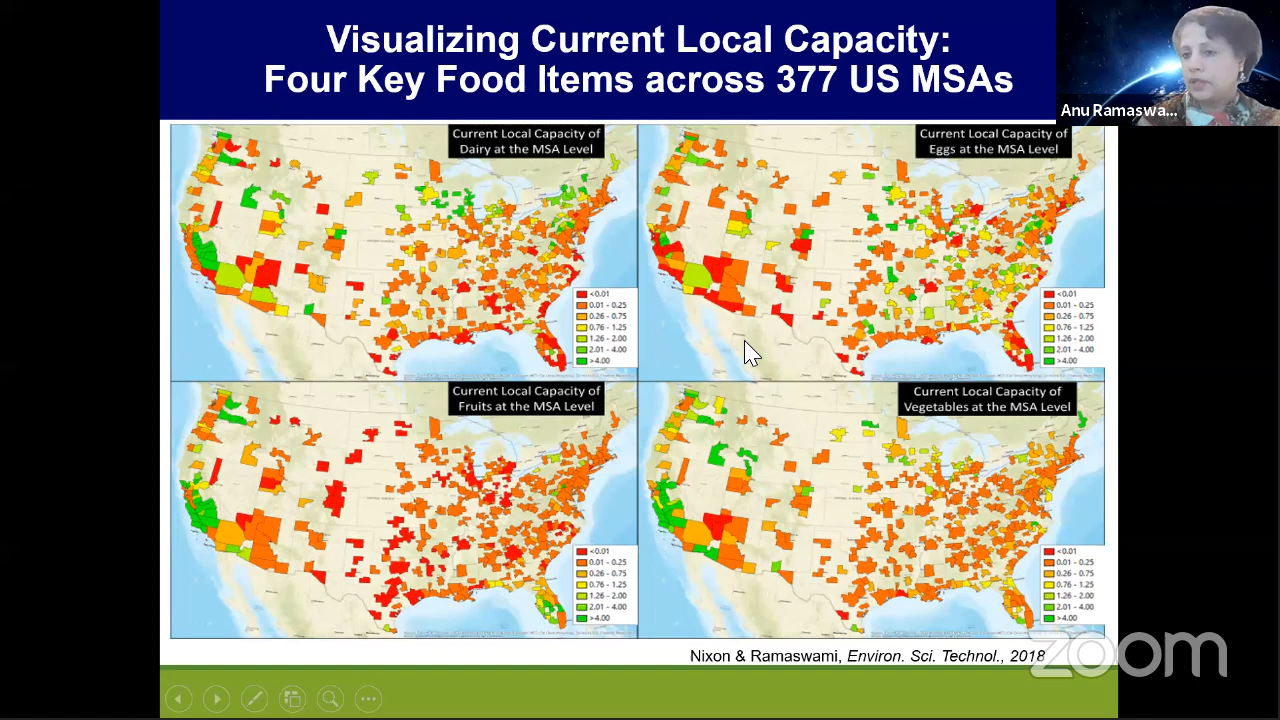 Visualizing Current Local Capacity:
Four Key Food Items across 377 US MSAs
Anu Ramaswa...
Current Local Capacity of
Dairy at the MSA Level
<0.01
0.01 - 0.25
0.26 - 0.75
0.76 - 1.25
1.26 - 2.00
2.01 - 4.00
>4.00
Current Local Capacity of
Eggs at the MSA Level
<0.01
0.01 - 0.25
0.26 - 0.75
0.76 - 1.25
1.26 - 2.00
2.01 - 4.00
>4.00
Current Local Capacity of
Fruits at the MSA Level
<0.01
0.01 - 0.25
0.26 - 0.75
0.76 - 1.25
1.26 - 2.00
2.01 - 4.00
>4.00
Current Local Capacity of
Vegetables at the MSA Level
<0.01
0.01 - 0.25
0.26 - 0.75
0.76 - 1.25
1.26 - 2.00
2.01 - 4.00
>4.00
Nixon & Ramaswami, Environ. Sci. Technol., 2018
zoom